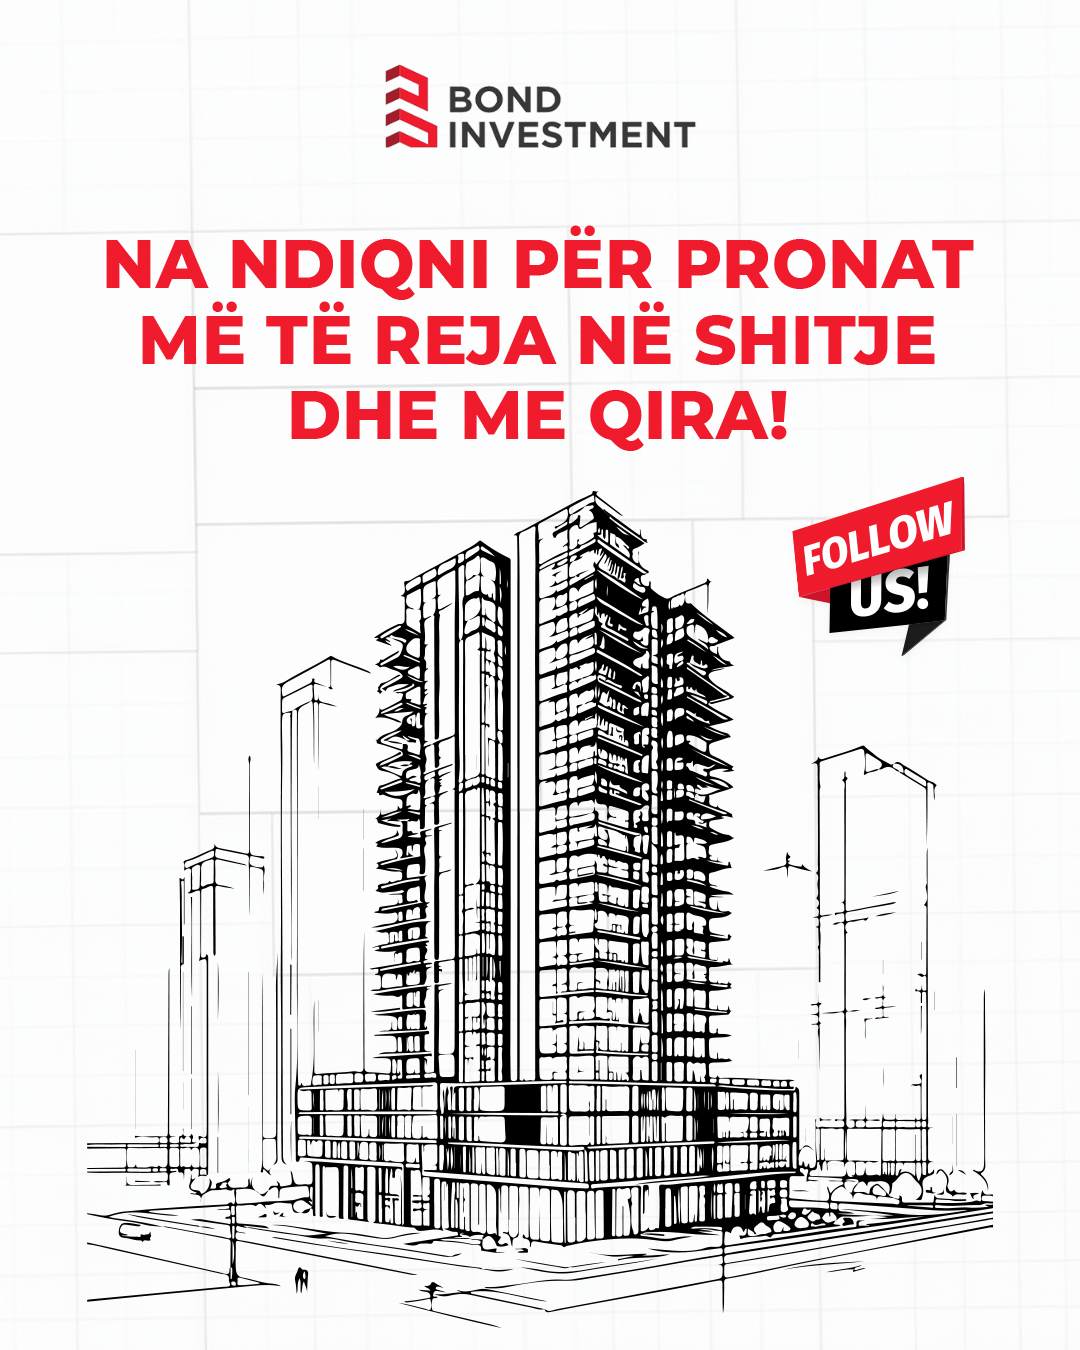 BOND
INVESTMENT
NA NDIQNI PËR PRONAT
MË TË REJA NË SHITJE
DHE ME QIRA!
FOLLOW
US!